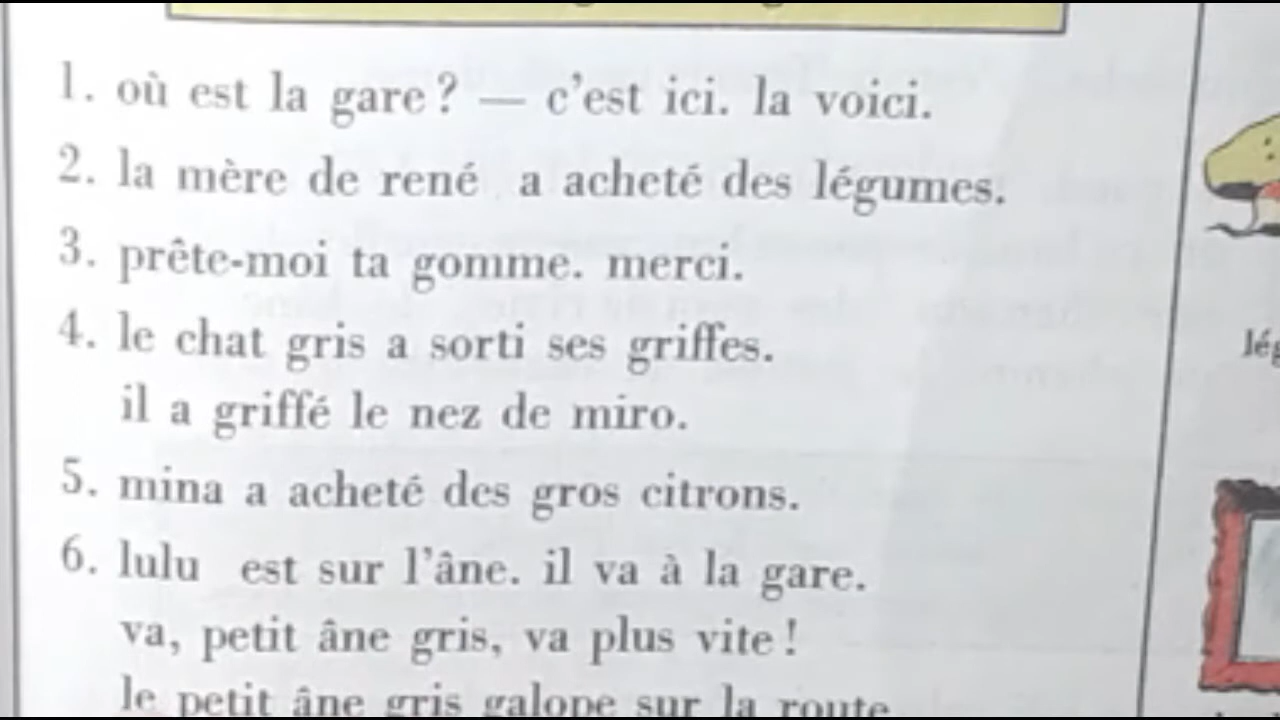 1. où est la gare ? — c'est ici. la voici.
2. la mère de rené a acheté des légumes.
3. prête-moi ta gomme. merci.
4. le chat gris a sorti ses griffes.
il a griffé le nez de miro.
5. mina a acheté des gros citrons.
6. lulu est sur l'âne. il va à la gare.
va, petit âne gris, va plus vite !
le petit âne gris galope sur la route
lég